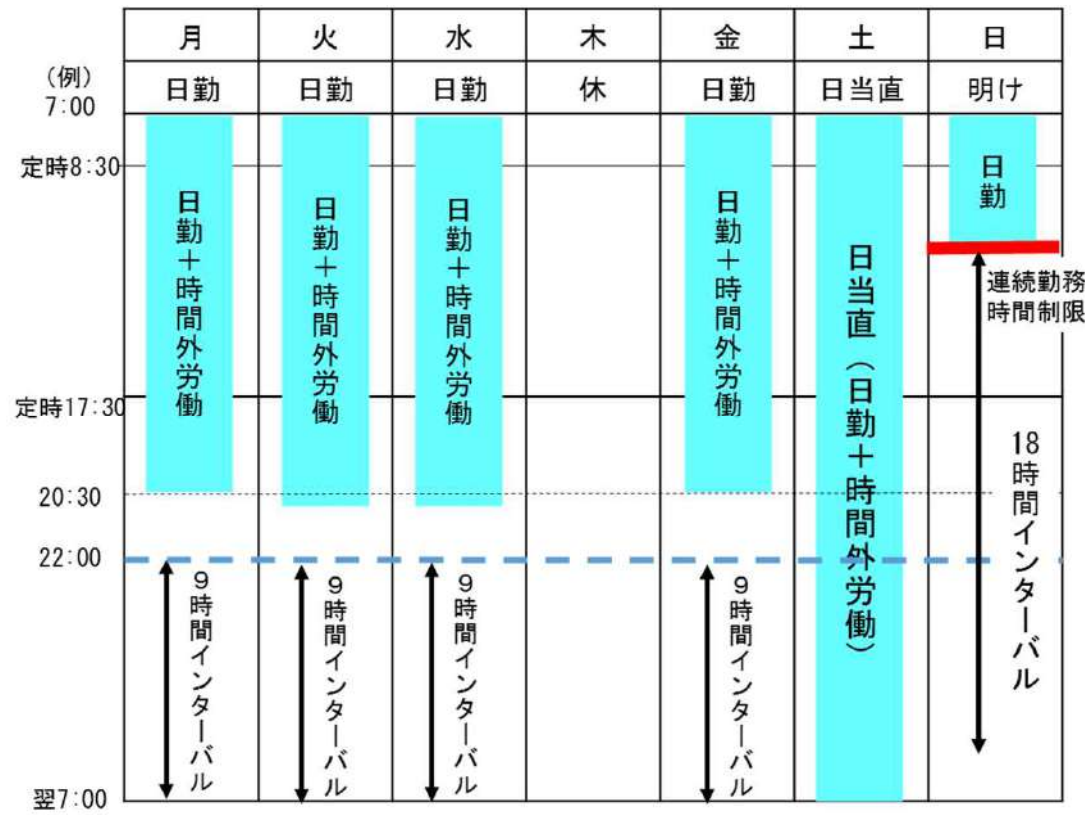 月 火 水 木 金 土 日
日勤 日勤 日勤 休 日勤 日当直 明け
(例)
7:00
定時8:30
定時17:30
20:30
22:00
翌7:00
日勤＋時間外労働
日勤＋時間外労働
日勤＋時間外労働
日勤＋時間外労働
日当直（日勤＋時間外労働）
日勤
連続勤務
時間制限
9時間インターバル
9時間インターバル
9時間インターバル
9時間インターバル
18時間インターバル